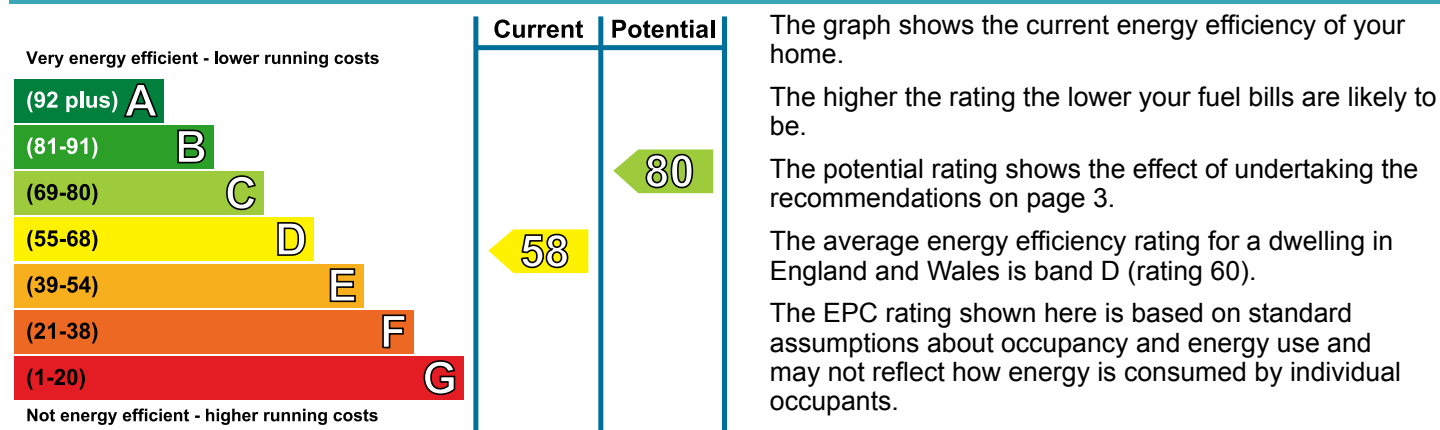 Current Potential
Very energy efficient - lower running costs
(92 plus) A
(81-91) B
(69-80) C
(55-68) D
(39-54) E
(21-38) F
(1-20) G
Not energy efficient - higher running costs
58
80
The graph shows the current energy efficiency of your
home.
The higher the rating the lower your fuel bills are likely to
be.
The potential rating shows the effect of undertaking the
recommendations on page 3.
The average energy efficiency rating for a dwelling in
England and Wales is band D (rating 60).
The EPC rating shown here is based on standard
assumptions about occupancy and energy use and
may not reflect how energy is consumed by individual
occupants.